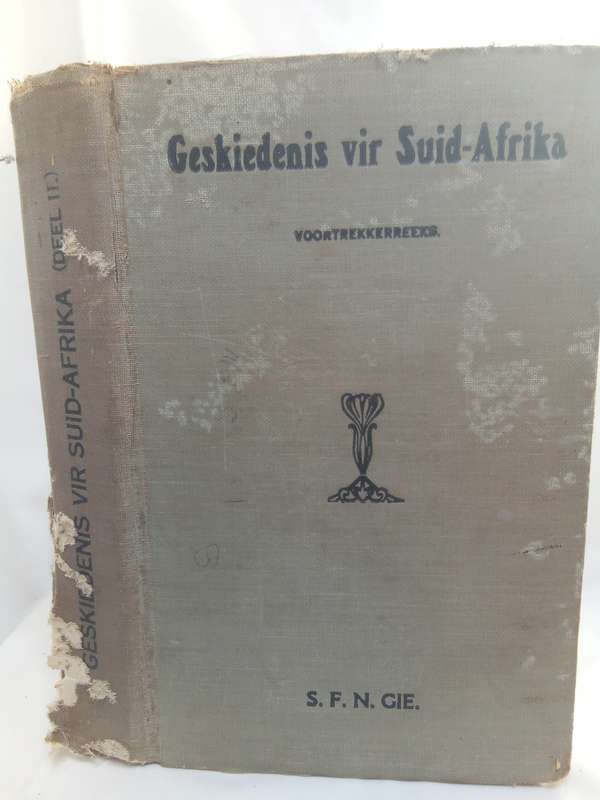 Geskiedenis vir Suid-Afrika
VOORTREKKERREEKS.
S. F. N. GIE.
GESKIEDENIS VIR SUID-AFRIKA (DEEL II.)